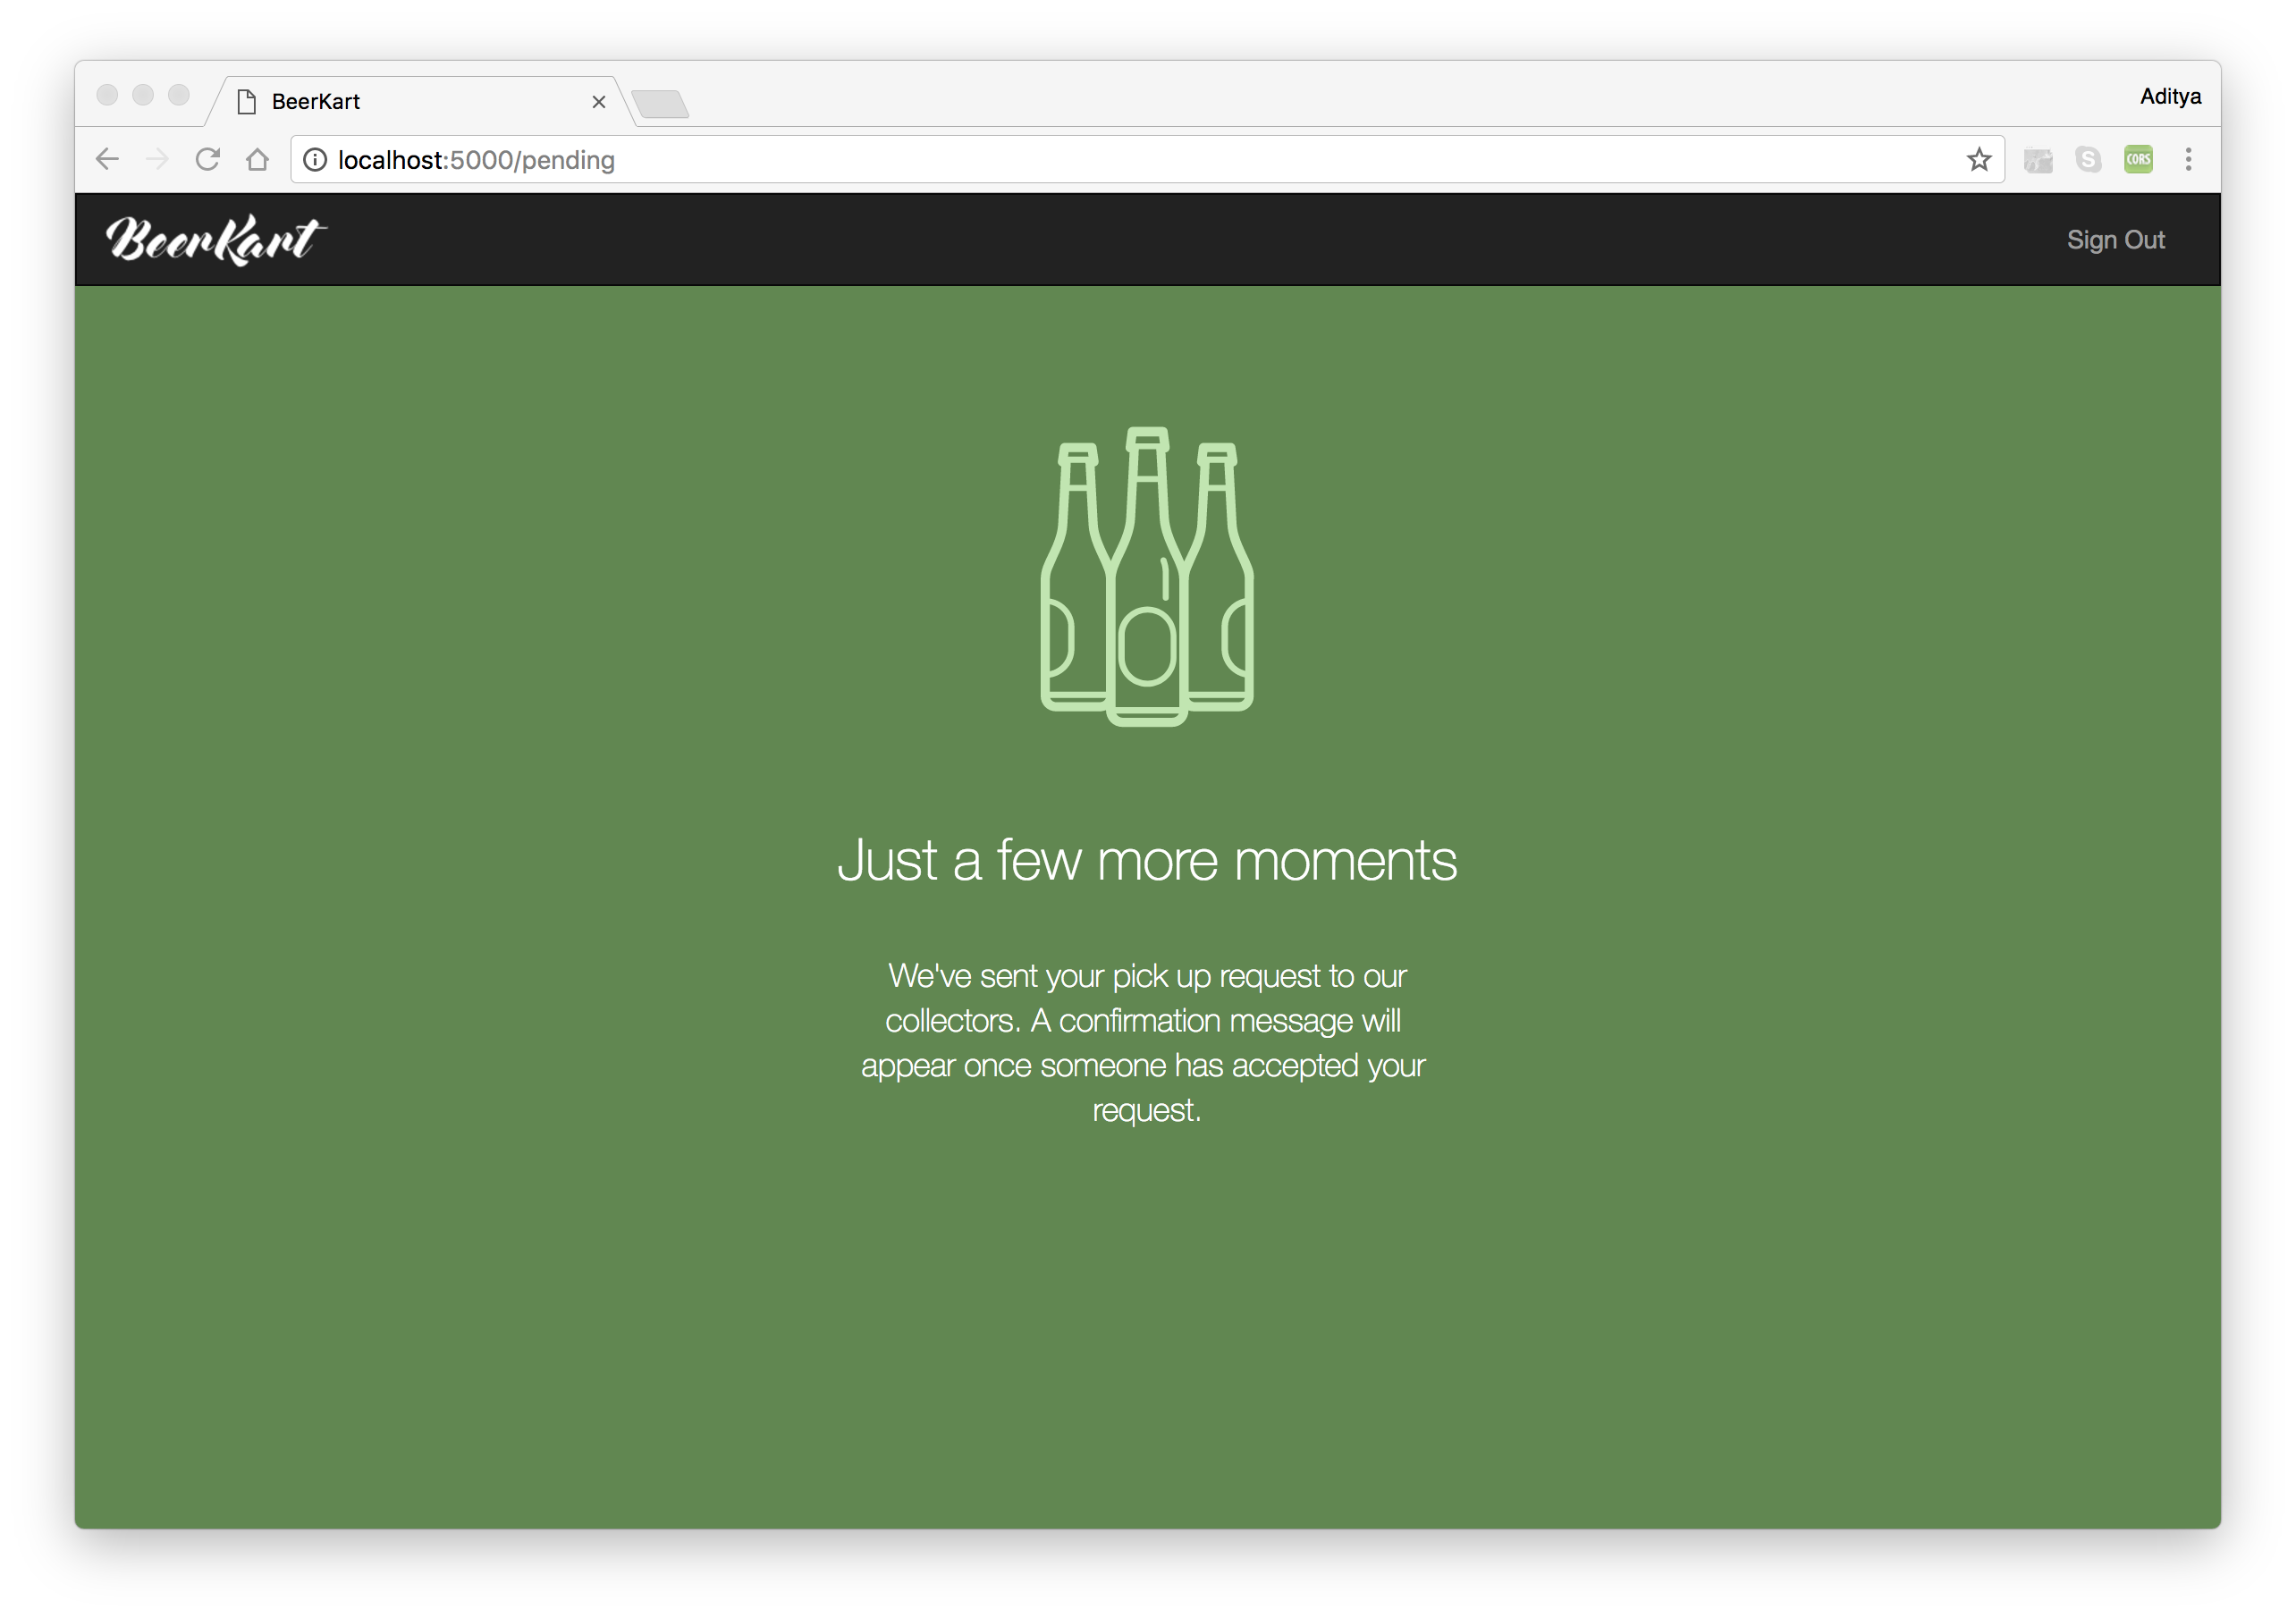 BeerKart
Aditya
localhost:5000/pending
S
CORS
BeerKart
Sign Out
Just a few more moments
We've sent your pick up request to our
collectors. A confirmation message will
appear once someone has accepted your
request.